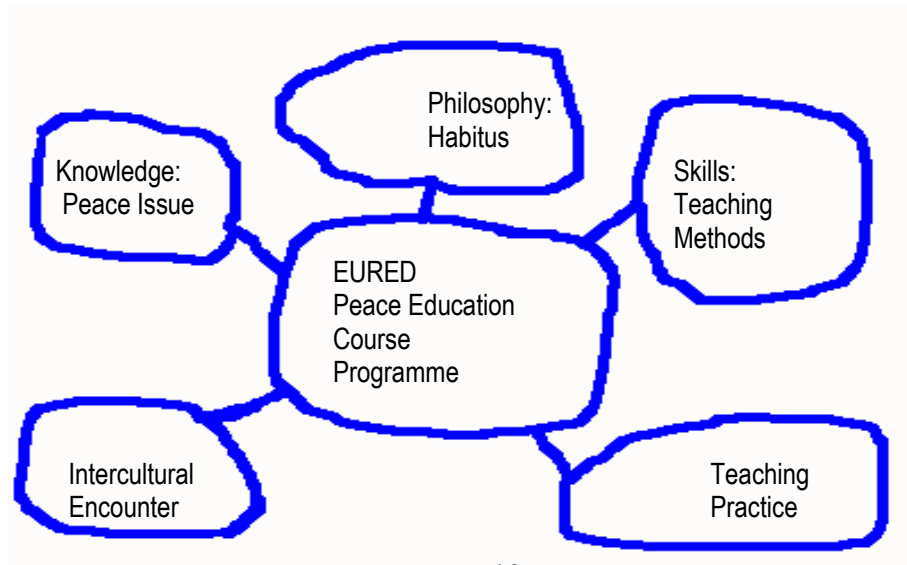 Philosophy:
Habitus
Knowledge:
Peace Issue
Skills:
Teaching
Methods
EURED
Peace Education
Course
Programme
Intercultural
Encounter
Teaching
Practice